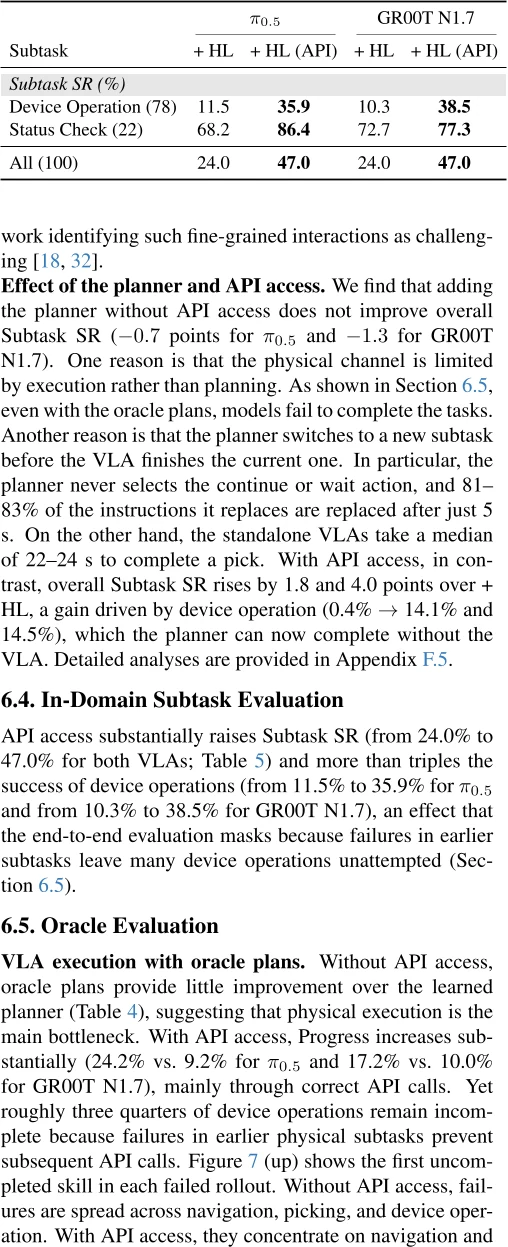 π0.5 GR00T N1.7
Subtask + HL + HL (API) + HL + HL (API)
Subtask SR (%)
Device Operation (78) 11.5 35.9 10.3 38.5
Status Check (22) 68.2 86.4 72.7 77.3
All (100) 24.0 47.0 24.0 47.0
work identifying such fine-grained interactions as challeng-
ing [18, 32].
Effect of the planner and API access. We find that adding
the planner without API access does not improve overall
Subtask SR (−0.7 points for π0.5 and −1.3 for GR00T
N1.7). One reason is that the physical channel is limited
by execution rather than planning. As shown in Section 6.5,
even with the oracle plans, models fail to complete the tasks.
Another reason is that the planner switches to a new subtask
before the VLA finishes the current one. In particular, the
planner never selects the continue or wait action, and 81–
83% of the instructions it replaces are replaced after just 5
s. On the other hand, the standalone VLAs take a median
of 22–24 s to complete a pick. With API access, in con-
trast, overall Subtask SR rises by 1.8 and 4.0 points over +
HL, a gain driven by device operation (0.4% → 14.1% and
14.5%), which the planner can now complete without the
VLA. Detailed analyses are provided in Appendix F.5.
6.4. In-Domain Subtask Evaluation
API access substantially raises Subtask SR (from 24.0% to
47.0% for both VLAs; Table 5) and more than triples the
success of device operations (from 11.5% to 35.9% for π0.5
and from 10.3% to 38.5% for GR00T N1.7), an effect that
the end-to-end evaluation masks because failures in earlier
subtasks leave many device operations unattempted (Sec-
tion 6.5).
6.5. Oracle Evaluation
VLA execution with oracle plans. Without API access,
oracle plans provide little improvement over the learned
planner (Table 4), suggesting that physical execution is the
main bottleneck. With API access, Progress increases sub-
stantially (24.2% vs. 9.2% for π0.5 and 17.2% vs. 10.0%
for GR00T N1.7), mainly through correct API calls. Yet
roughly three quarters of device operations remain incom-
plete because failures in earlier physical subtasks prevent
subsequent API calls. Figure 7 (up) shows the first uncom-
pleted skill in each failed rollout. Without API access, fail-
ures are spread across navigation, picking, and device oper-
ation. With API access, they concentrate on navigation and